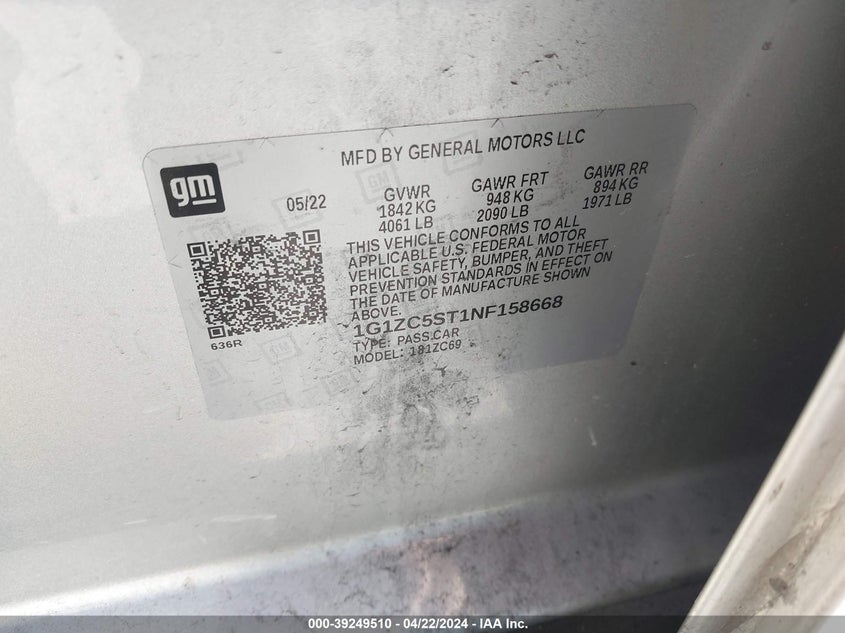 MFD BY GENERAL MOTORS LLC
gm
05/22
GVWR GAWR FRT GAWR RR
1842 KG 948 KG 894 KG
4061 LB 2090 LB 1971 LB
THIS VEHICLE CONFORMS TO ALL
APPLICABLE U.S. FEDERAL MOTOR
VEHICLE SAFETY, BUMPER, AND THEFT
PREVENTION STANDARDS IN EFFECT ON
THE DATE OF MANUFACTURE SHOWN
ABOVE.
1G1ZC5ST1NF158668
TYPE: PASS.CAR
MODEL: 1S1ZC69
636R
000-39249510 - 04/22/2024 - IAA Inc.